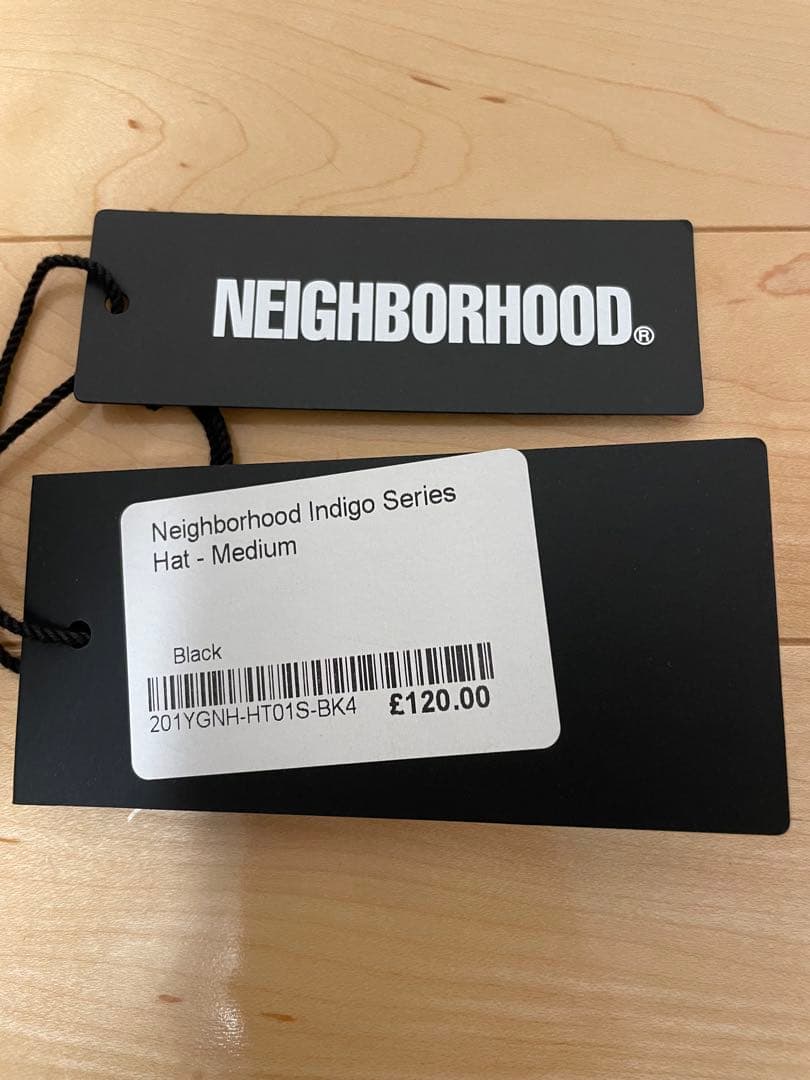 NEIGHBORHOOD®
Neighborhood Indigo Series
Hat - Medium
Black
201YGNH-HT01S-BK4 £120.00